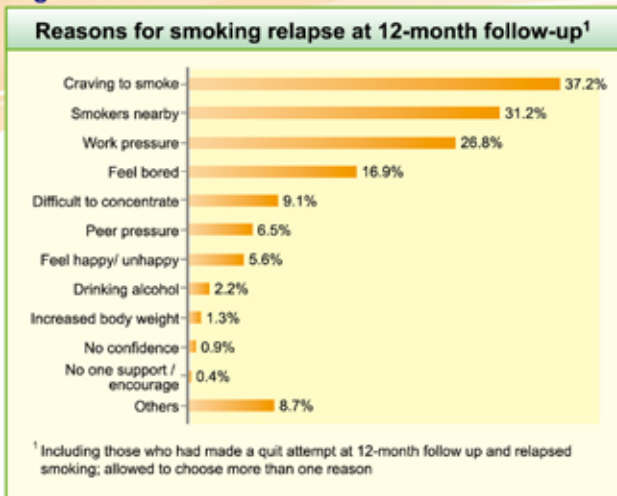 Reasons for smoking relapse at 12-month follow-up¹
Craving to smoke 37.2%
Smokers nearby 31.2%
Work pressure 26.8%
Feel bored 16.9%
Difficult to concentrate 9.1%
Peer pressure 6.5%
Feel happy/ unhappy 5.6%
Drinking alcohol 2.2%
Increased body weight 1.3%
No confidence 0.9%
No one support /
encourage 0.4%
Others 8.7%
¹ Including those who had made a quit attempt at 12-month follow up and relapsed
smoking; allowed to choose more than one reason